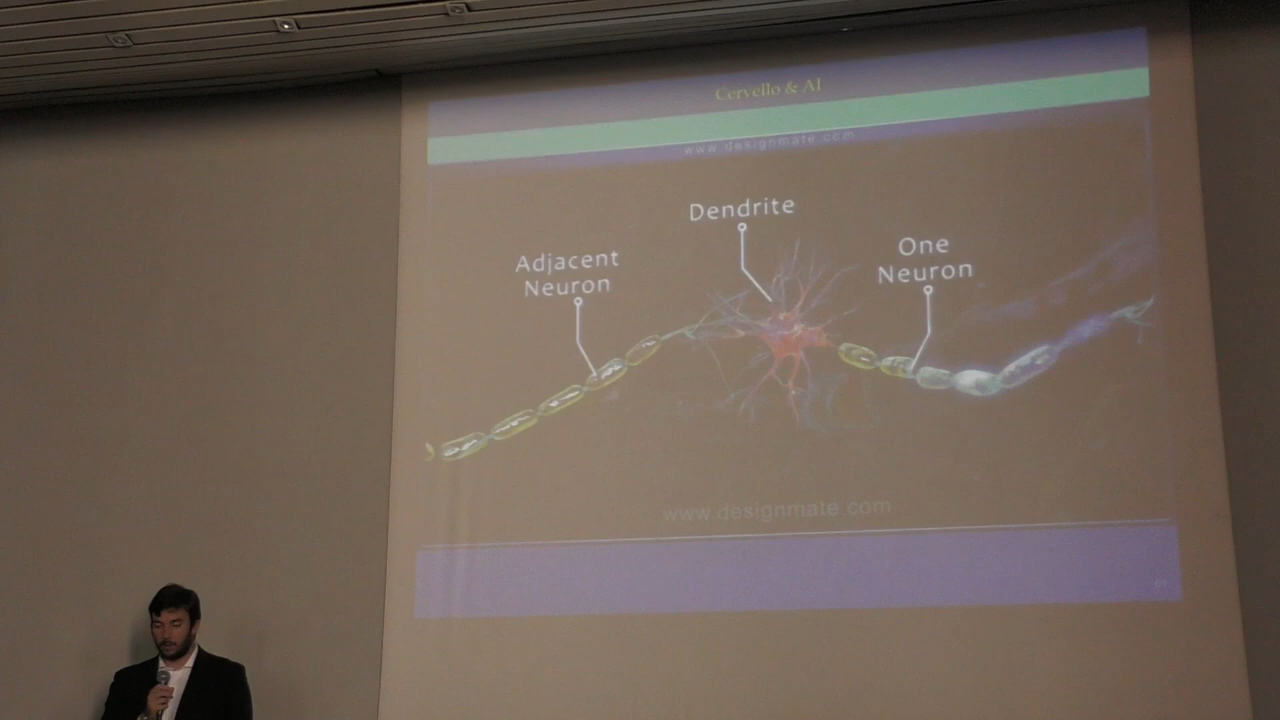 Cervello & AI
www.designmate.com
Dendrite
Adjacent
Neuron
One
Neuron
www.designmate.com